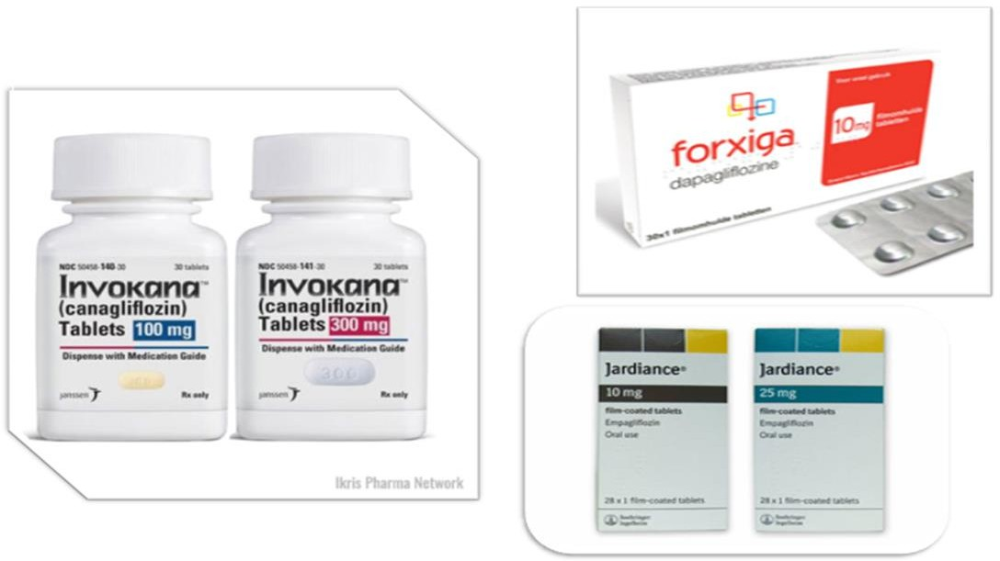 NDC 50458-140-30 30 tablets
Invokana™
(canagliflozin)
Tablets 100 mg
Dispense with Medication Guide
janssen Rx only
NDC 50458-141-30 30 tablets
Invokana™
(canagliflozin)
Tablets 300 mg
Dispense with Medication Guide
300
janssen Rx only
Ikris Pharma Network
Voor oraal gebruik
10mg filmomhulde
tabletten
forxiga
dapagliflozine
30x1 filmomhulde tabletten
Jardiance®
10 mg
film-coated tablets
Empagliflozin
Oral use
28 x 1 film-coated tablets
Boehringer
Ingelheim
Jardiance®
25 mg
film-coated tablets
Empagliflozin
Oral use
28 x 1 film-coated tablets
Boehringer
Ingelheim